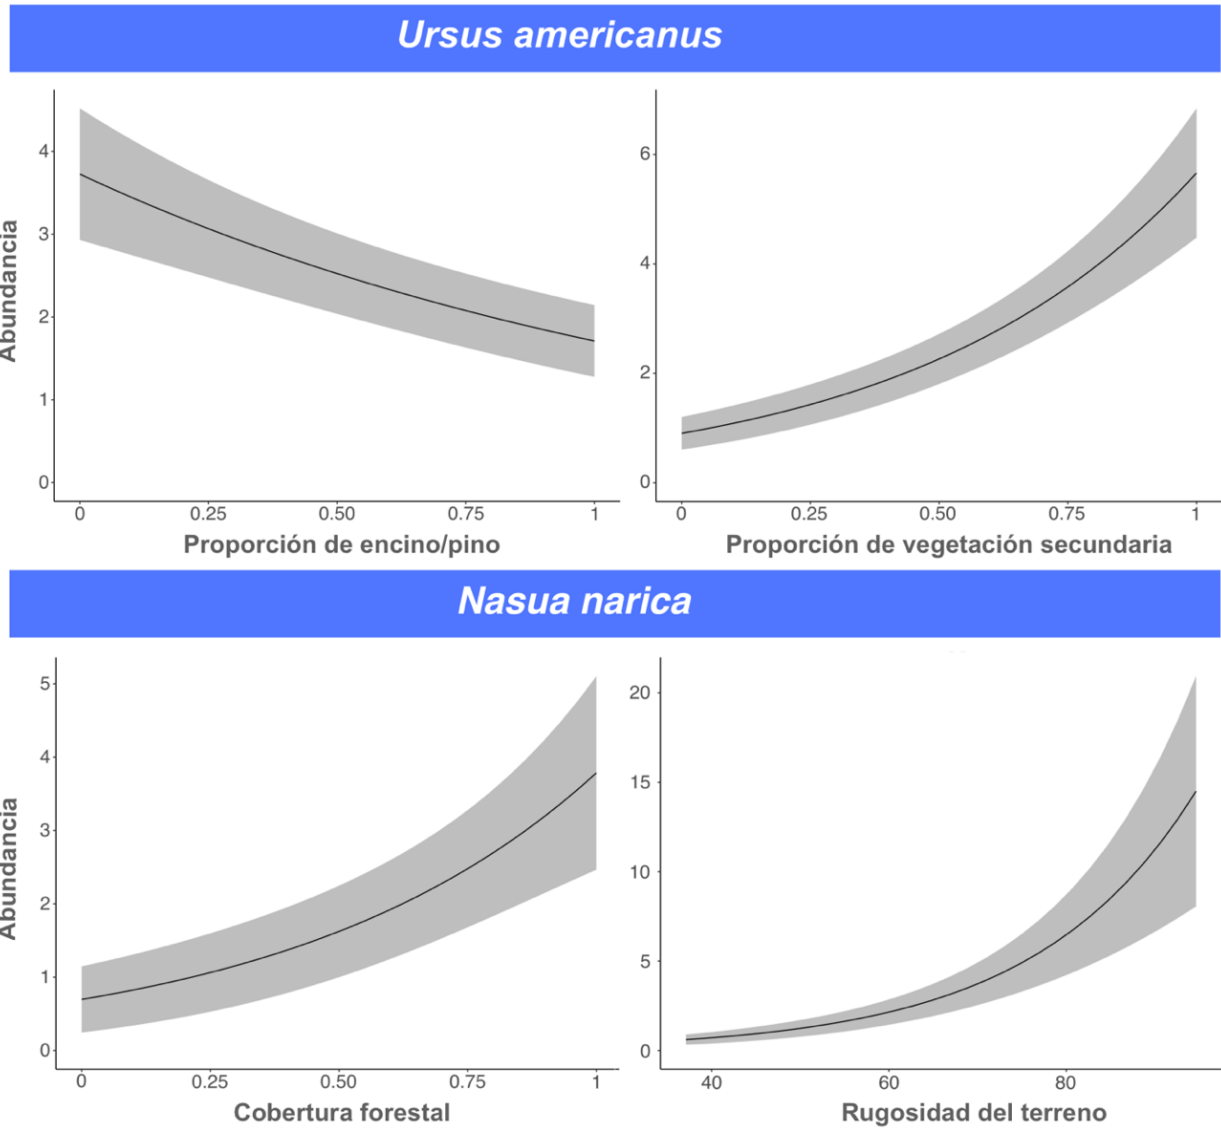 Ursus americanus
Abundancia
4
3
2
1
0
0 0.25 0.50 0.75 1
Proporción de encino/pino
6
4
2
0
0 0.25 0.50 0.75 1
Proporción de vegetación secundaria
Nasua narica
Abundancia
5
4
3
2
1
0
0 0.25 0.50 0.75 1
Cobertura forestal
20
15
10
5
0
40 60 80
Rugosidad del terreno